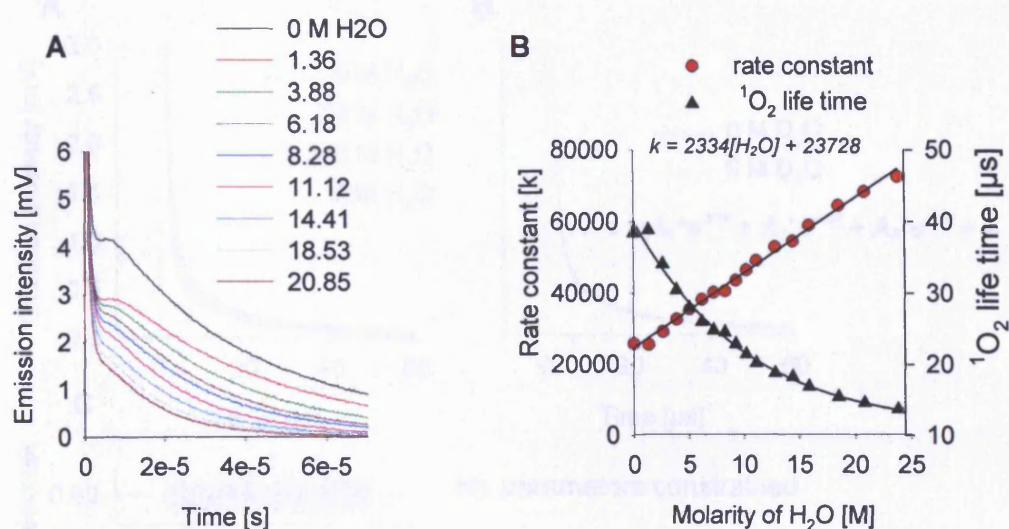 A
0 M H2O
1.36
3.88
6.18
8.28
11.12
14.41
18.53
20.85
Emission intensity [mV]
6
5
4
3
2
1
0
0
2e-5
4e-5
6e-5
Time [s]
B
rate constant
¹O₂ life time
k = 2334[H₂O] + 23728
Rate constant [k]
80000
60000
40000
20000
0
50
40
30
20
10
¹O₂ life time [µs]
0
5
10
15
20
25
Molarity of H₂O [M]